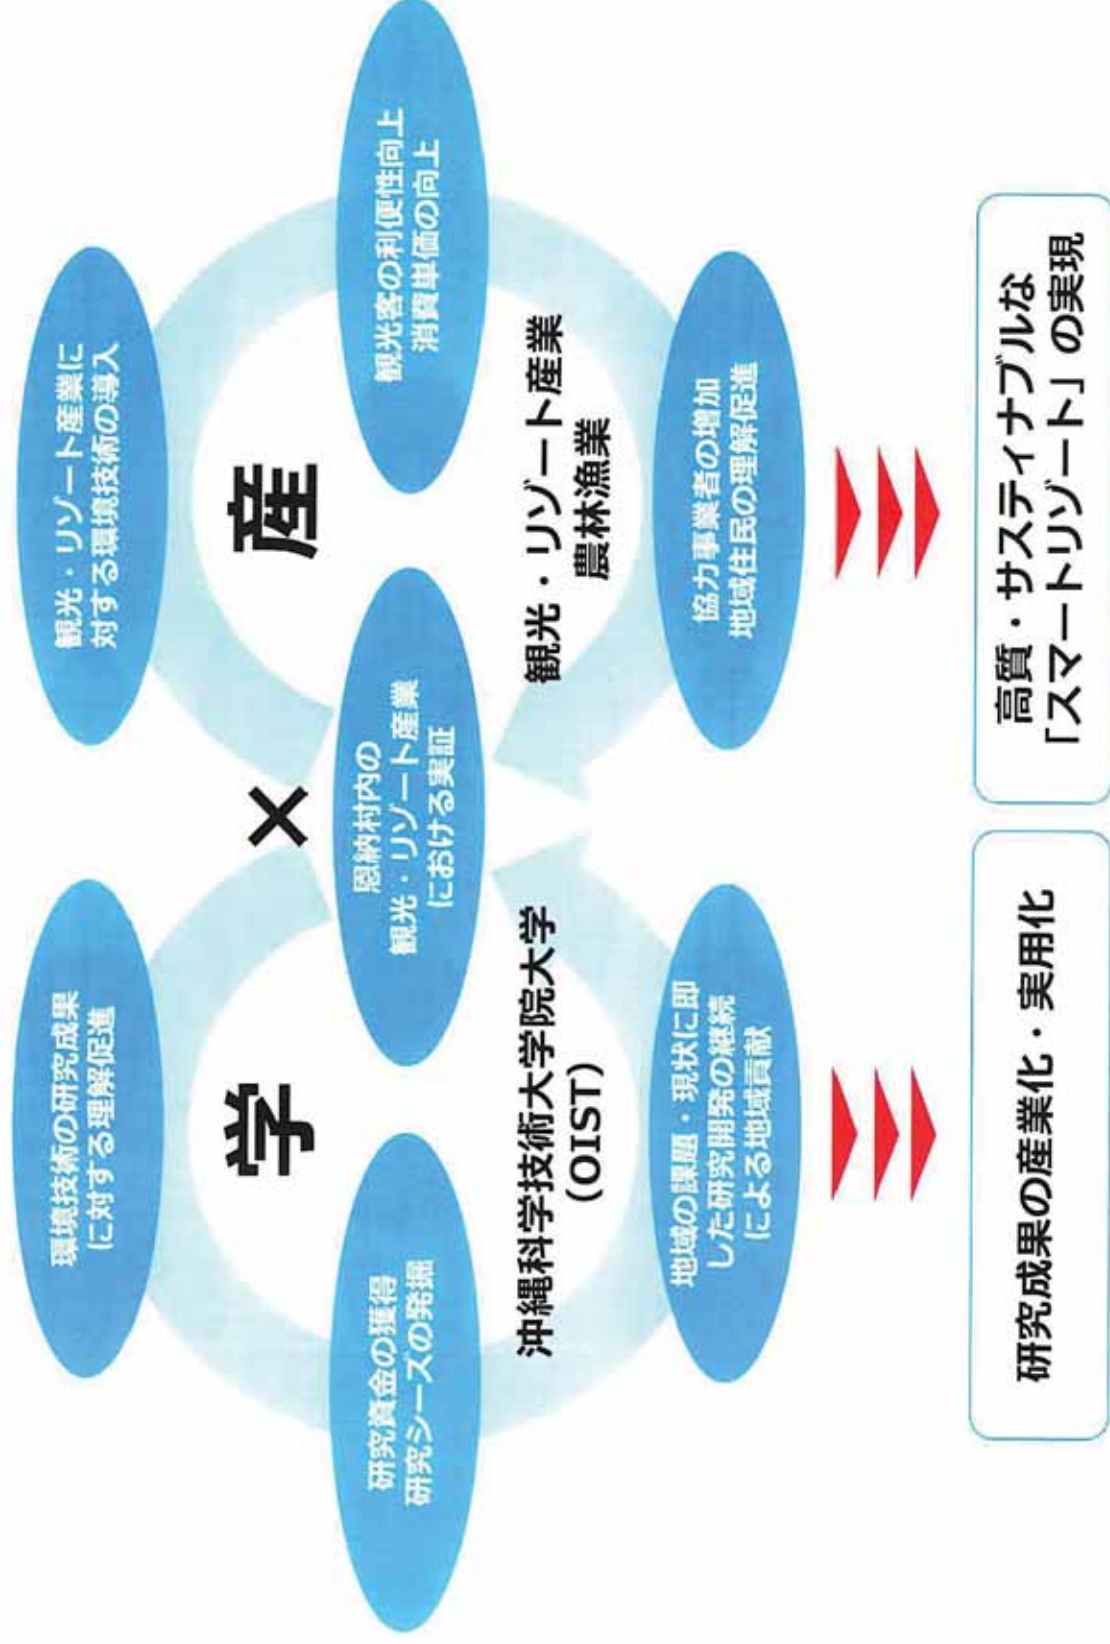 環境技術の研究成果
に対する理解促進
観光・リゾート産業に
対する環境技術の導入
学
×
産
研究資金の獲得
研究シーズの発掘
恩納村内の
観光・リゾート産業
における実証
観光客の利便性向上
消費単価の向上
沖縄科学技術大学院大学
(OIST)
観光・リゾート産業
農林漁業
地域の課題・現状に即
した研究開発の継続
による地域貢献
協力事業者の増加
地域住民の理解促進
研究成果の産業化・実用化
高質・サスティナブルな
「スマートリゾート」の実現